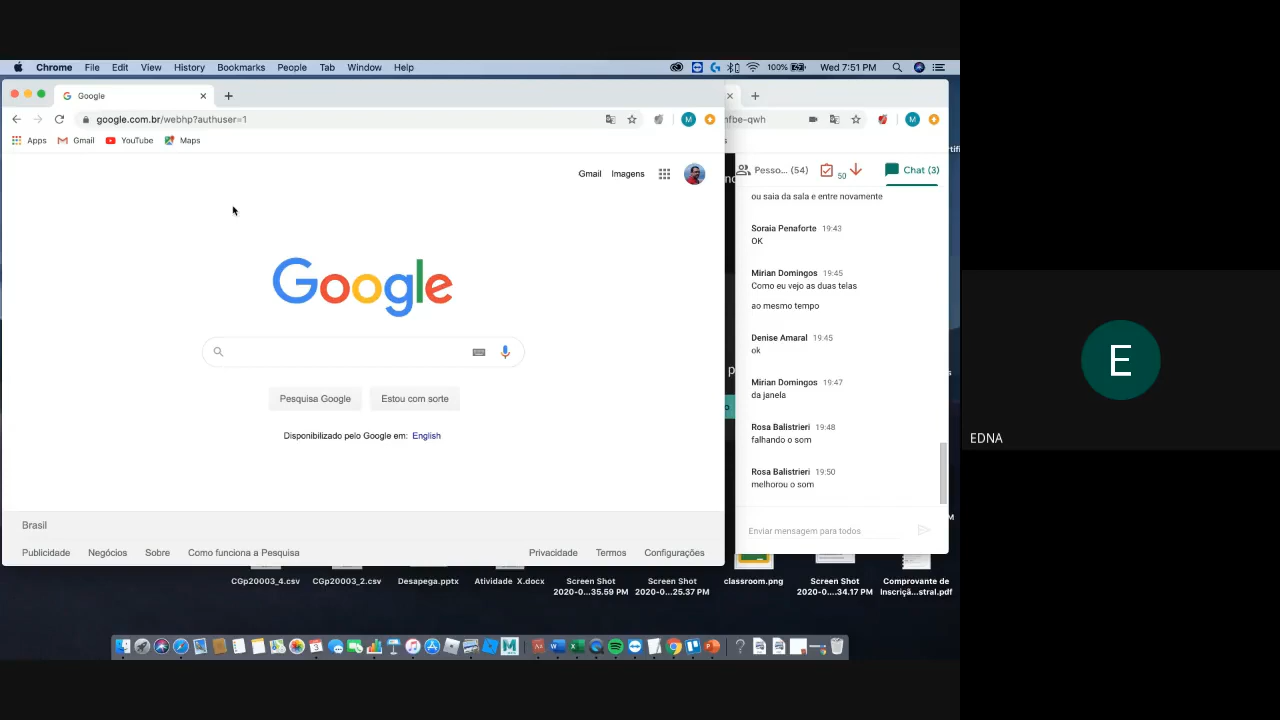 Chrome File Edit View History Bookmarks People Tab Window Help 100% Wed 7:51 PM
Google
google.com.br/webhp?authuser=1
Apps Gmail YouTube Maps
Gmail Imagens
Google
Pesquisa Google Estou com sorte
Disponibilizado pelo Google em: English
Brasil
Publicidade Negócios Sobre Como funciona a Pesquisa Privacidade Termos Configurações
Pesso... (54) 50 Chat (3)
ou saia da sala e entre novamente
Soraia Penaforte 19:43
OK
Mirian Domingos 19:45
Como eu vejo as duas telas
ao mesmo tempo
Denise Amaral 19:45
ok
Mirian Domingos 19:47
da janela
Rosa Balistrieri 19:48
falhando o som
Rosa Balistrieri 19:50
melhorou o som
Enviar mensagem para todos
CGp20003_4.csv
CGp20003_2.csv
Desapega.pptx
Atividade X.docx
Screen Shot
2020-0...35.59 PM
Screen Shot
2020-0...25.37 PM
classroom.png
Screen Shot
2020-0...34.17 PM
Comprovante de
Inscriçã...stral.pdf
E
EDNA